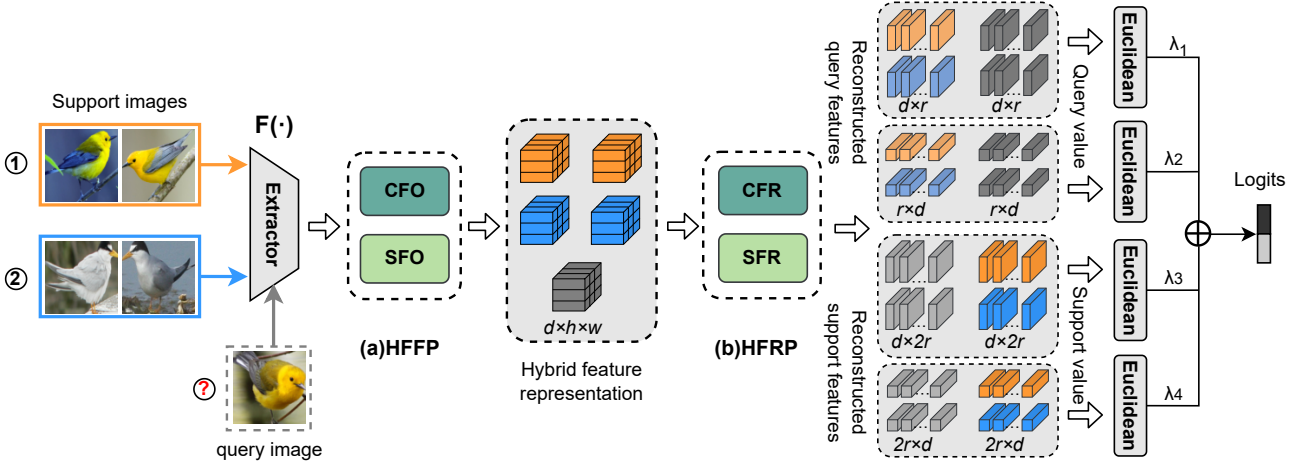 Support images
①
②
F(·)
Extractor
?
query image
CFO
SFO
(a)HFFP
d×h×w
Hybrid feature
representation
CFR
SFR
(b)HFRP
Reconstructed
query features
...
...
...
...
d×r
d×r
...
...
...
...
r×d
r×d
Query value
Reconstructed
support features
...
...
...
...
d×2r
d×2r
...
...
...
...
2r×d
2r×d
Support value
Euclidean
λ1
Euclidean
λ2
Euclidean
λ3
Euclidean
λ4
Logits